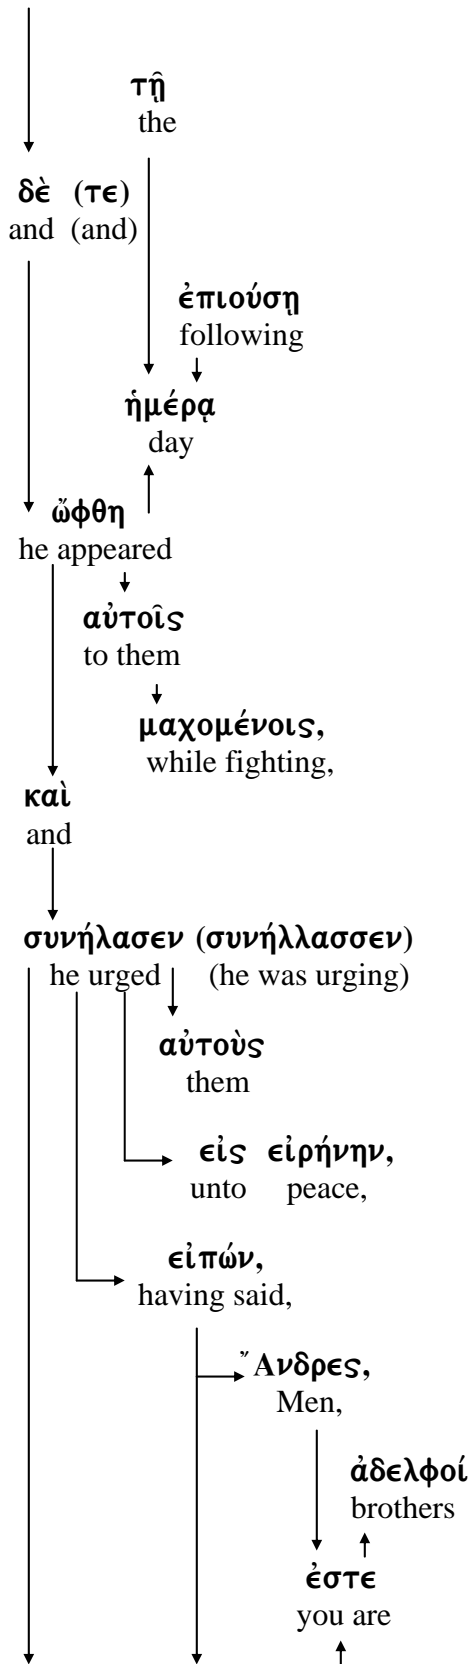 τῇ
the
δὲ (τε)
and (and)
ἐπιούσῃ
following
ἡμέρᾳ
day
ὤφθη
he appeared
αὐτοῖς
to them
μαχομένοις,
while fighting,
καὶ
and
συνήλασεν (συνήλλασσεν)
he urged (he was urging)
αὐτοὺς
them
εἰς εἰρήνην,
unto peace,
εἰπών,
having said,
Ἄνδρες,
Men,
ἀδελφοί
brothers
ἐστε
you are